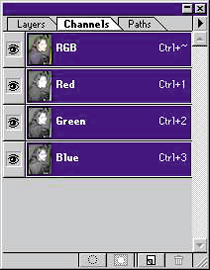 Layers Channels Paths
RGB Ctrl+~
Red Ctrl+1
Green Ctrl+2
Blue Ctrl+3